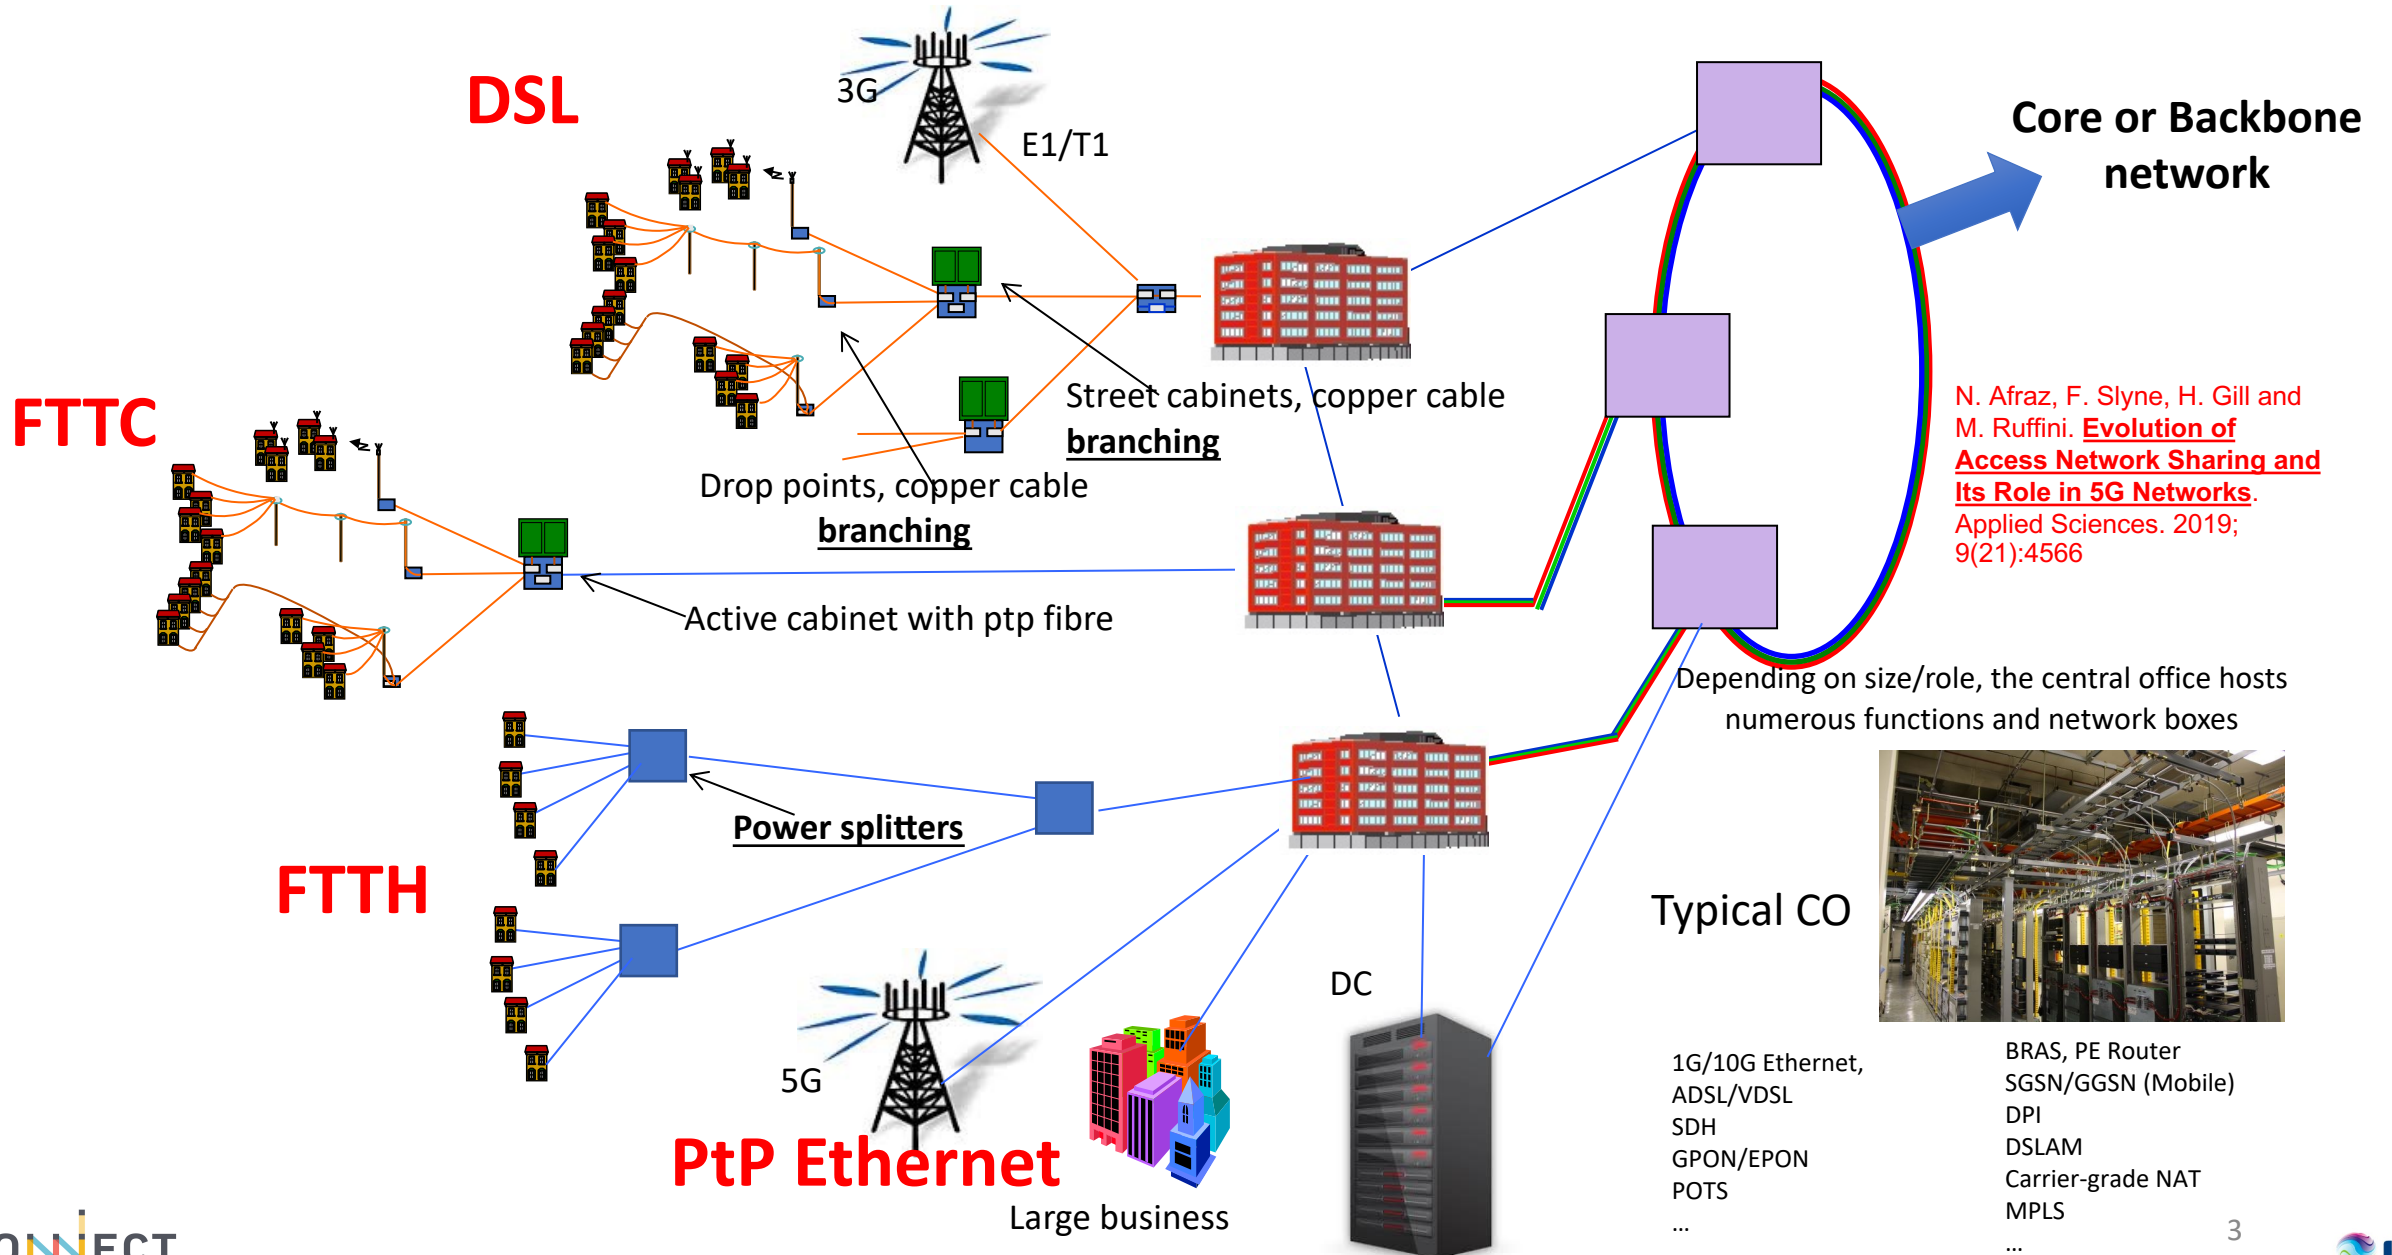 DSL
3G
E1/T1
Core or Backbone
network
FTTC
Street cabinets, copper cable
branching
Drop points, copper cable
branching
Active cabinet with ptp fibre
N. Afraz, F. Slyne, H. Gill and
M. Ruffini. Evolution of
Access Network Sharing and
Its Role in 5G Networks.
Applied Sciences. 2019;
9(21):4566
Depending on size/role, the central office hosts
numerous functions and network boxes
Power splitters
FTTH
Typical CO
DC
5G
PtP Ethernet
Large business
1G/10G Ethernet,
ADSL/VDSL
SDH
GPON/EPON
POTS
...
BRAS, PE Router
SGSN/GGSN (Mobile)
DPI
DSLAM
Carrier-grade NAT
MPLS
...
3